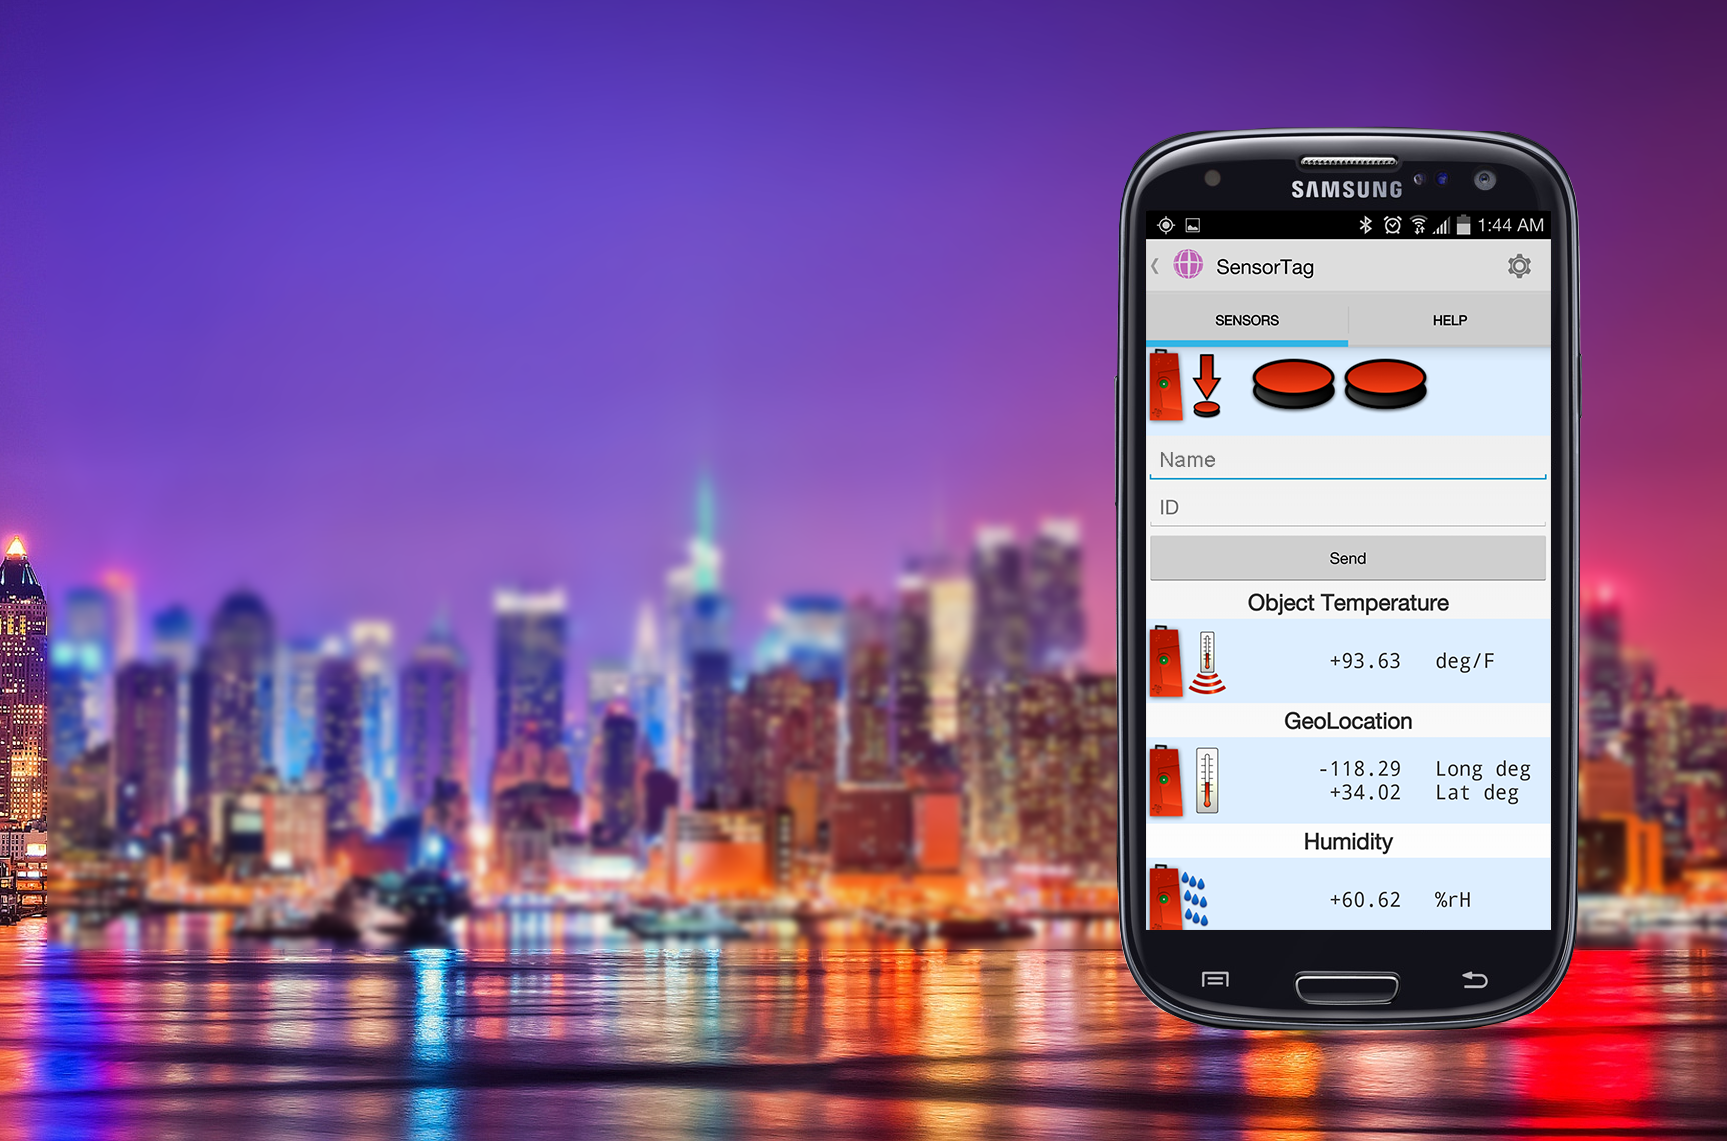 SAMSUNG
1:44 AM
SensorTag
SENSORS HELP
Name
ID
Send
Object Temperature
+93.63 deg/F
GeoLocation
-118.29 Long deg
+34.02 Lat deg
Humidity
+60.62 %rH